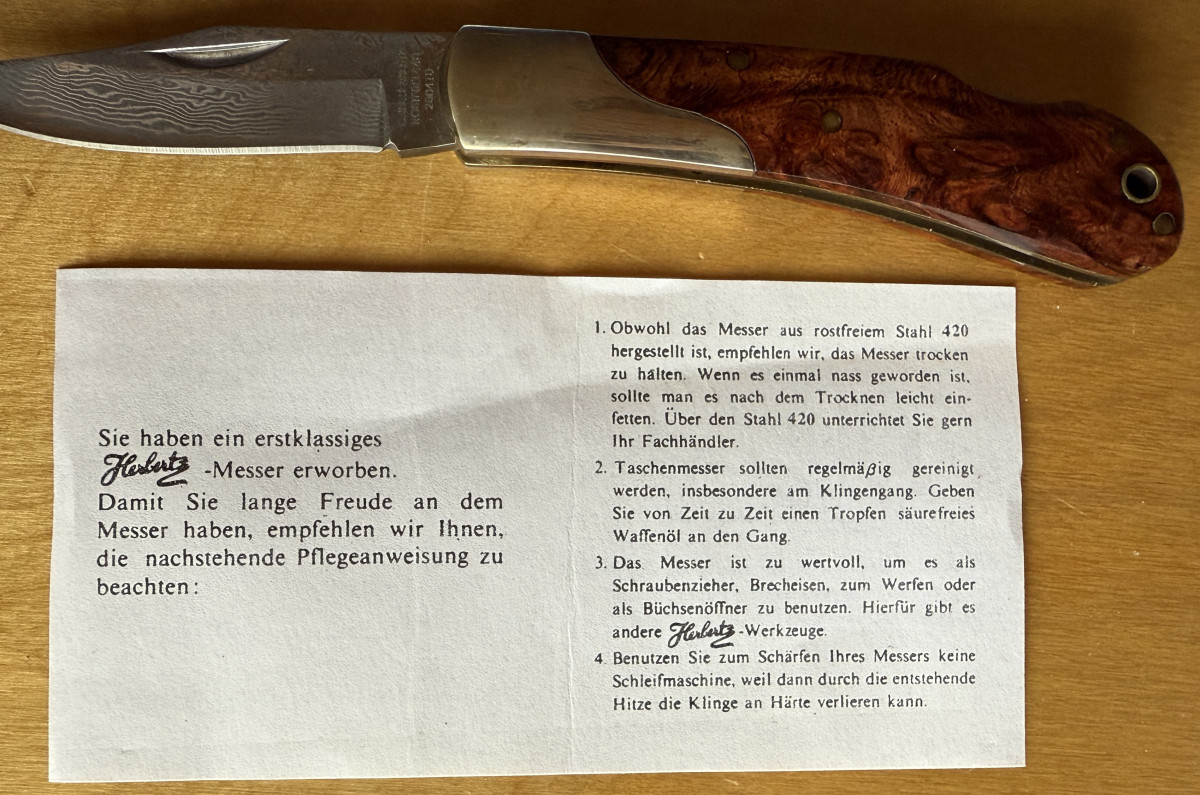 280410
Sie haben ein erstklassiges
Herbertz -Messer erworben.
Damit Sie lange Freude an dem
Messer haben, empfehlen wir Ihnen,
die nachstehende Pflegeanweisung zu
beachten:
1. Obwohl das Messer aus rostfreiem Stahl 420
hergestellt ist, empfehlen wir, das Messer trocken
zu halten. Wenn es einmal nass geworden ist,
sollte man es nach dem Trocknen leicht ein-
fetten. Über den Stahl 420 unterrichtet Sie gern
Ihr Fachhändler.
2. Taschenmesser sollten regelmäßig gereinigt
werden, insbesondere am Klingengang. Geben
Sie von Zeit zu Zeit einen Tropfen säurefreies
Waffenöl an den Gang.
3. Das Messer ist zu wertvoll, um es als
Schraubenzieher, Brecheisen, zum Werfen oder
als Büchsenöffner zu benutzen. Hierfür gibt es
andere Herbertz-Werkzeuge.
4. Benutzen Sie zum Schärfen Ihres Messers keine
Schleifmaschine, weil dann durch die entstehende
Hitze die Klinge an Härte verlieren kann.